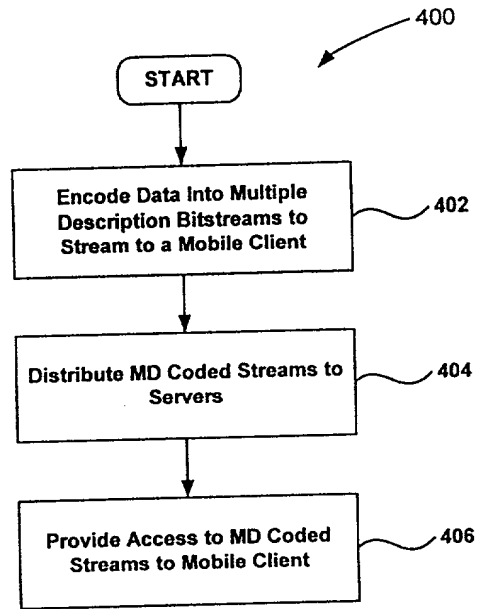 400
START
Encode Data Into Multiple
Description Bitstreams to
Stream to a Mobile Client
402
Distribute MD Coded Streams to
Servers
404
Provide Access to MD Coded
Streams to Mobile Client
406